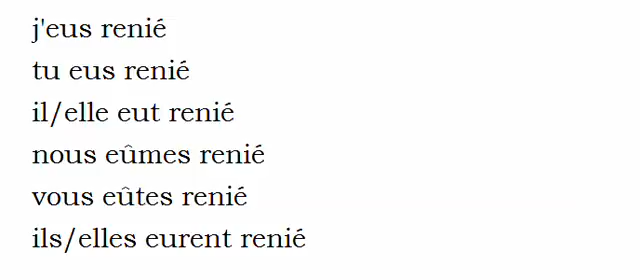 j'eus renié
tu eus renié
il/elle eut renié
nous eûmes renié
vous eûtes renié
ils/elles eurent renié